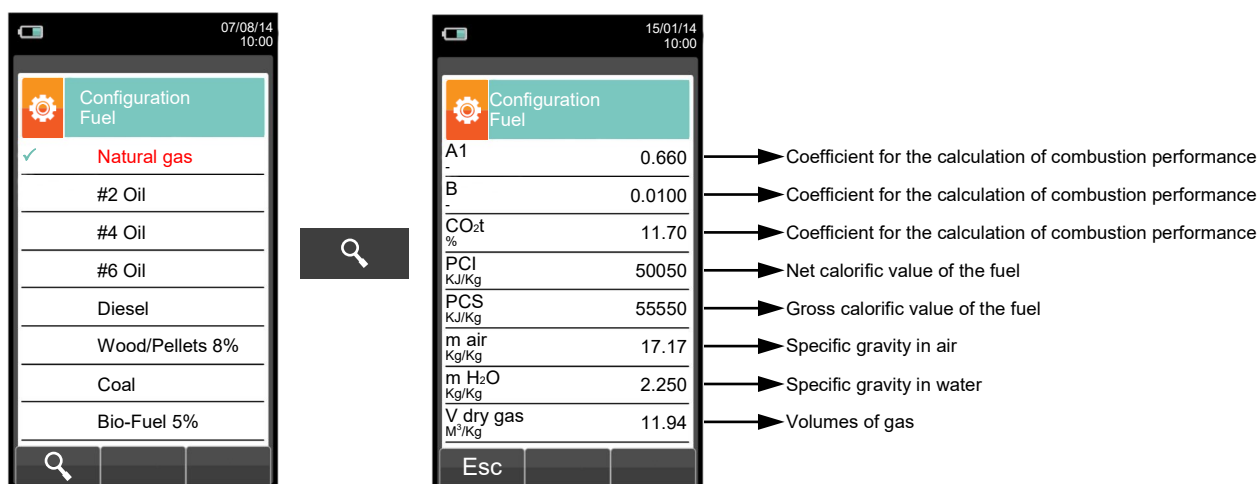 07/08/14
10:00
Configuration
Fuel
✓ Natural gas
#2 Oil
#4 Oil
#6 Oil
Diesel
Wood/Pellets 8%
Coal
Bio-Fuel 5%
15/01/14
10:00
Configuration
Fuel
A1
-
0.660
Coefficient for the calculation of combustion performance
B
-
0.0100
Coefficient for the calculation of combustion performance
CO₂t
%
11.70
Coefficient for the calculation of combustion performance
PCI
KJ/Kg
50050
Net calorific value of the fuel
PCS
KJ/Kg
55550
Gross calorific value of the fuel
m air
Kg/Kg
17.17
Specific gravity in air
m H₂O
Kg/Kg
2.250
Specific gravity in water
V dry gas
M³/Kg
11.94
Volumes of gas
Esc